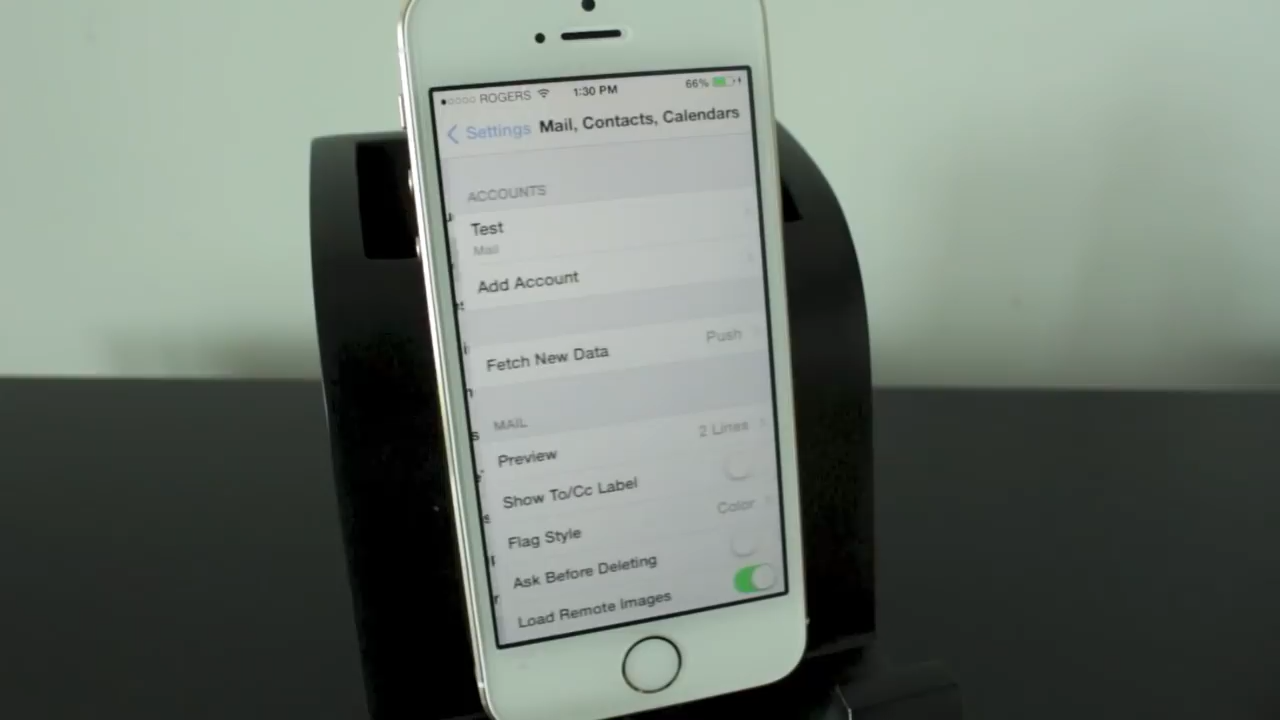 ROGERS 1:30 PM 66%
Settings Mail, Contacts, Calendars
ACCOUNTS
Test
Mail
Add Account
Fetch New Data Push
MAIL
Preview 2 Lines
Show To/Cc Label
Flag Style Color
Ask Before Deleting
Load Remote Images